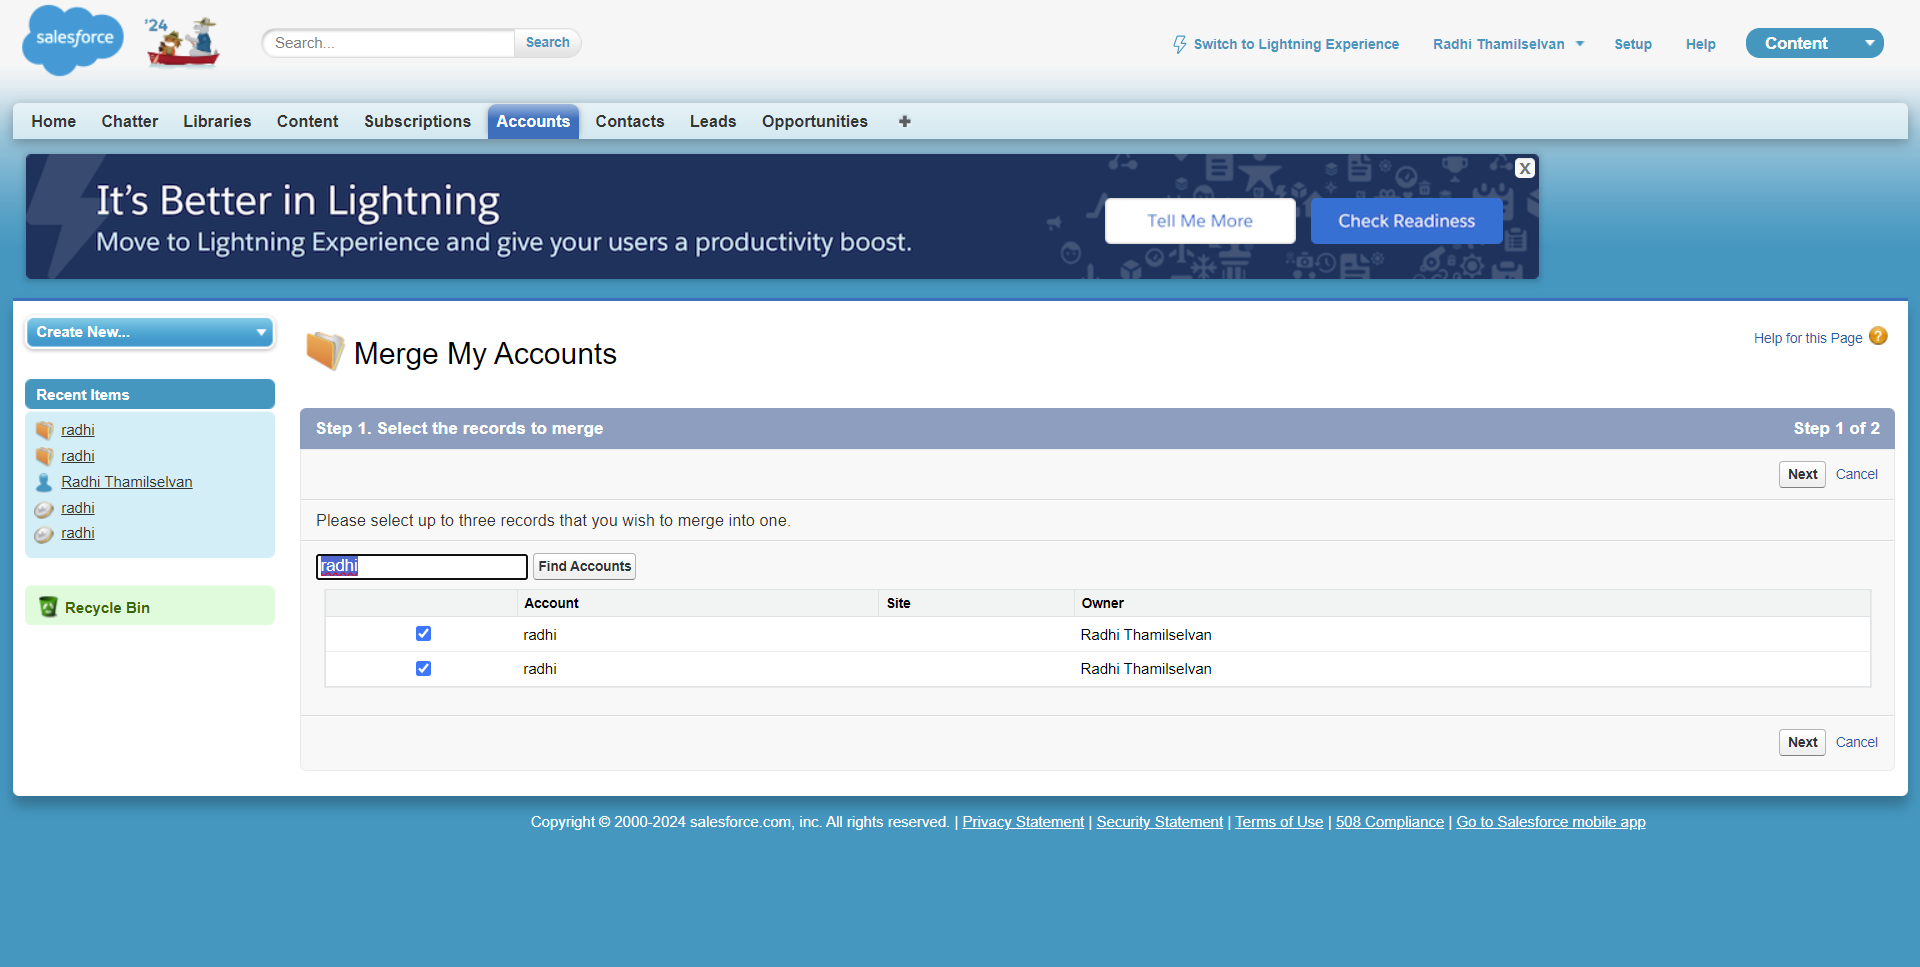 salesforce
'24
Search...
Search
Switch to Lightning Experience
Radhi Thamilselvan
Setup
Help
Content
Home
Chatter
Libraries
Content
Subscriptions
Accounts
Contacts
Leads
Opportunities
+
It's Better in Lightning
Move to Lightning Experience and give your users a productivity boost.
Tell Me More
Check Readiness
X
Create New...
Recent Items
radhi
radhi
Radhi Thamilselvan
radhi
radhi
Recycle Bin
Merge My Accounts
Help for this Page ?
Step 1. Select the records to merge
Step 1 of 2
Next Cancel
Please select up to three records that you wish to merge into one.
radhi
Find Accounts
Account Site Owner
radhi Radhi Thamilselvan
radhi Radhi Thamilselvan
Next Cancel
Copyright © 2000-2024 salesforce.com, inc. All rights reserved. | Privacy Statement | Security Statement | Terms of Use | 508 Compliance | Go to Salesforce mobile app